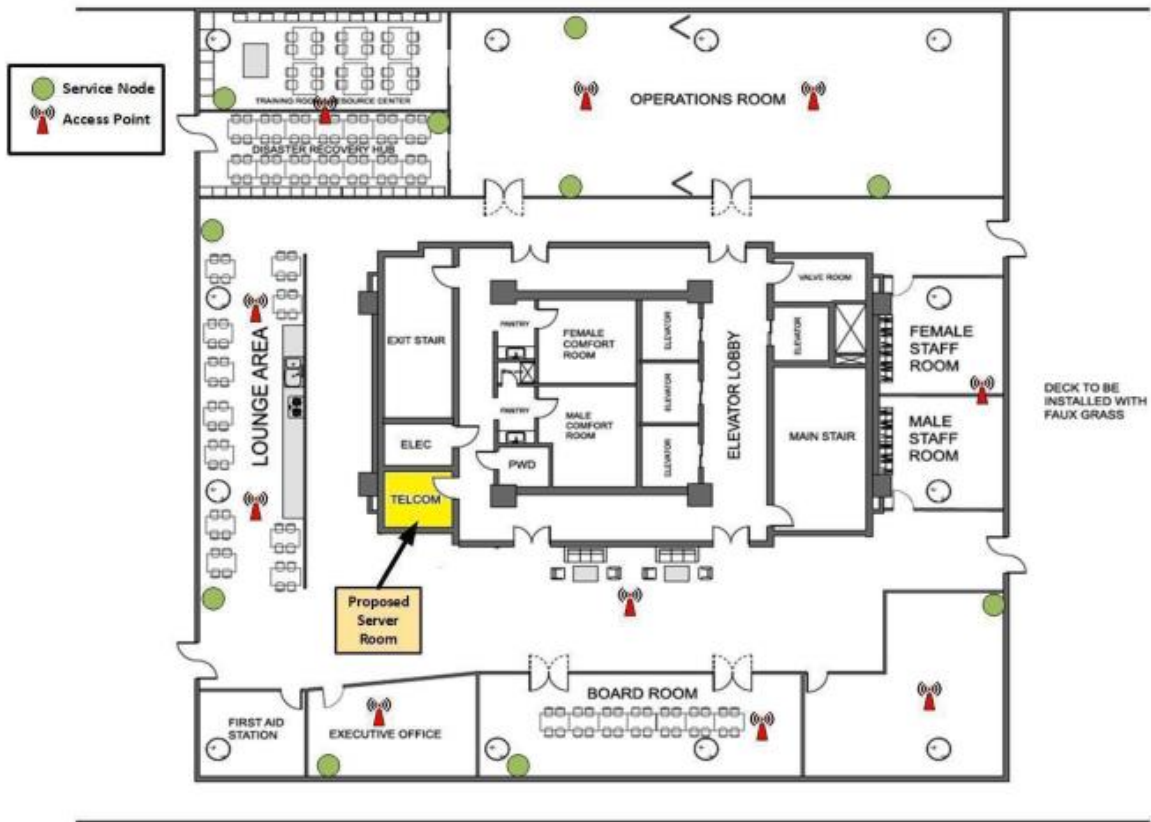 Service Node
Access Point
TRAINING ROOM RESOURCE CENTER
DISASTER RECOVERY HUB
OPERATIONS ROOM
LOUNGE AREA
EXIT STAIR
PANTRY
FEMALE
COMFORT
ROOM
PANTRY
MALE
COMFORT
ROOM
ELEC
PWD
TELCOM
ELEVATOR
ELEVATOR
ELEVATOR
ELEVATOR LOBBY
VALVE ROOM
ELEVATOR
MAIN STAIR
FEMALE
STAFF
ROOM
MALE
STAFF
ROOM
DECK TO BE
INSTALLED WITH
FAUX GRASS
Proposed
Server
Room
FIRST AID
STATION
EXECUTIVE OFFICE
BOARD ROOM